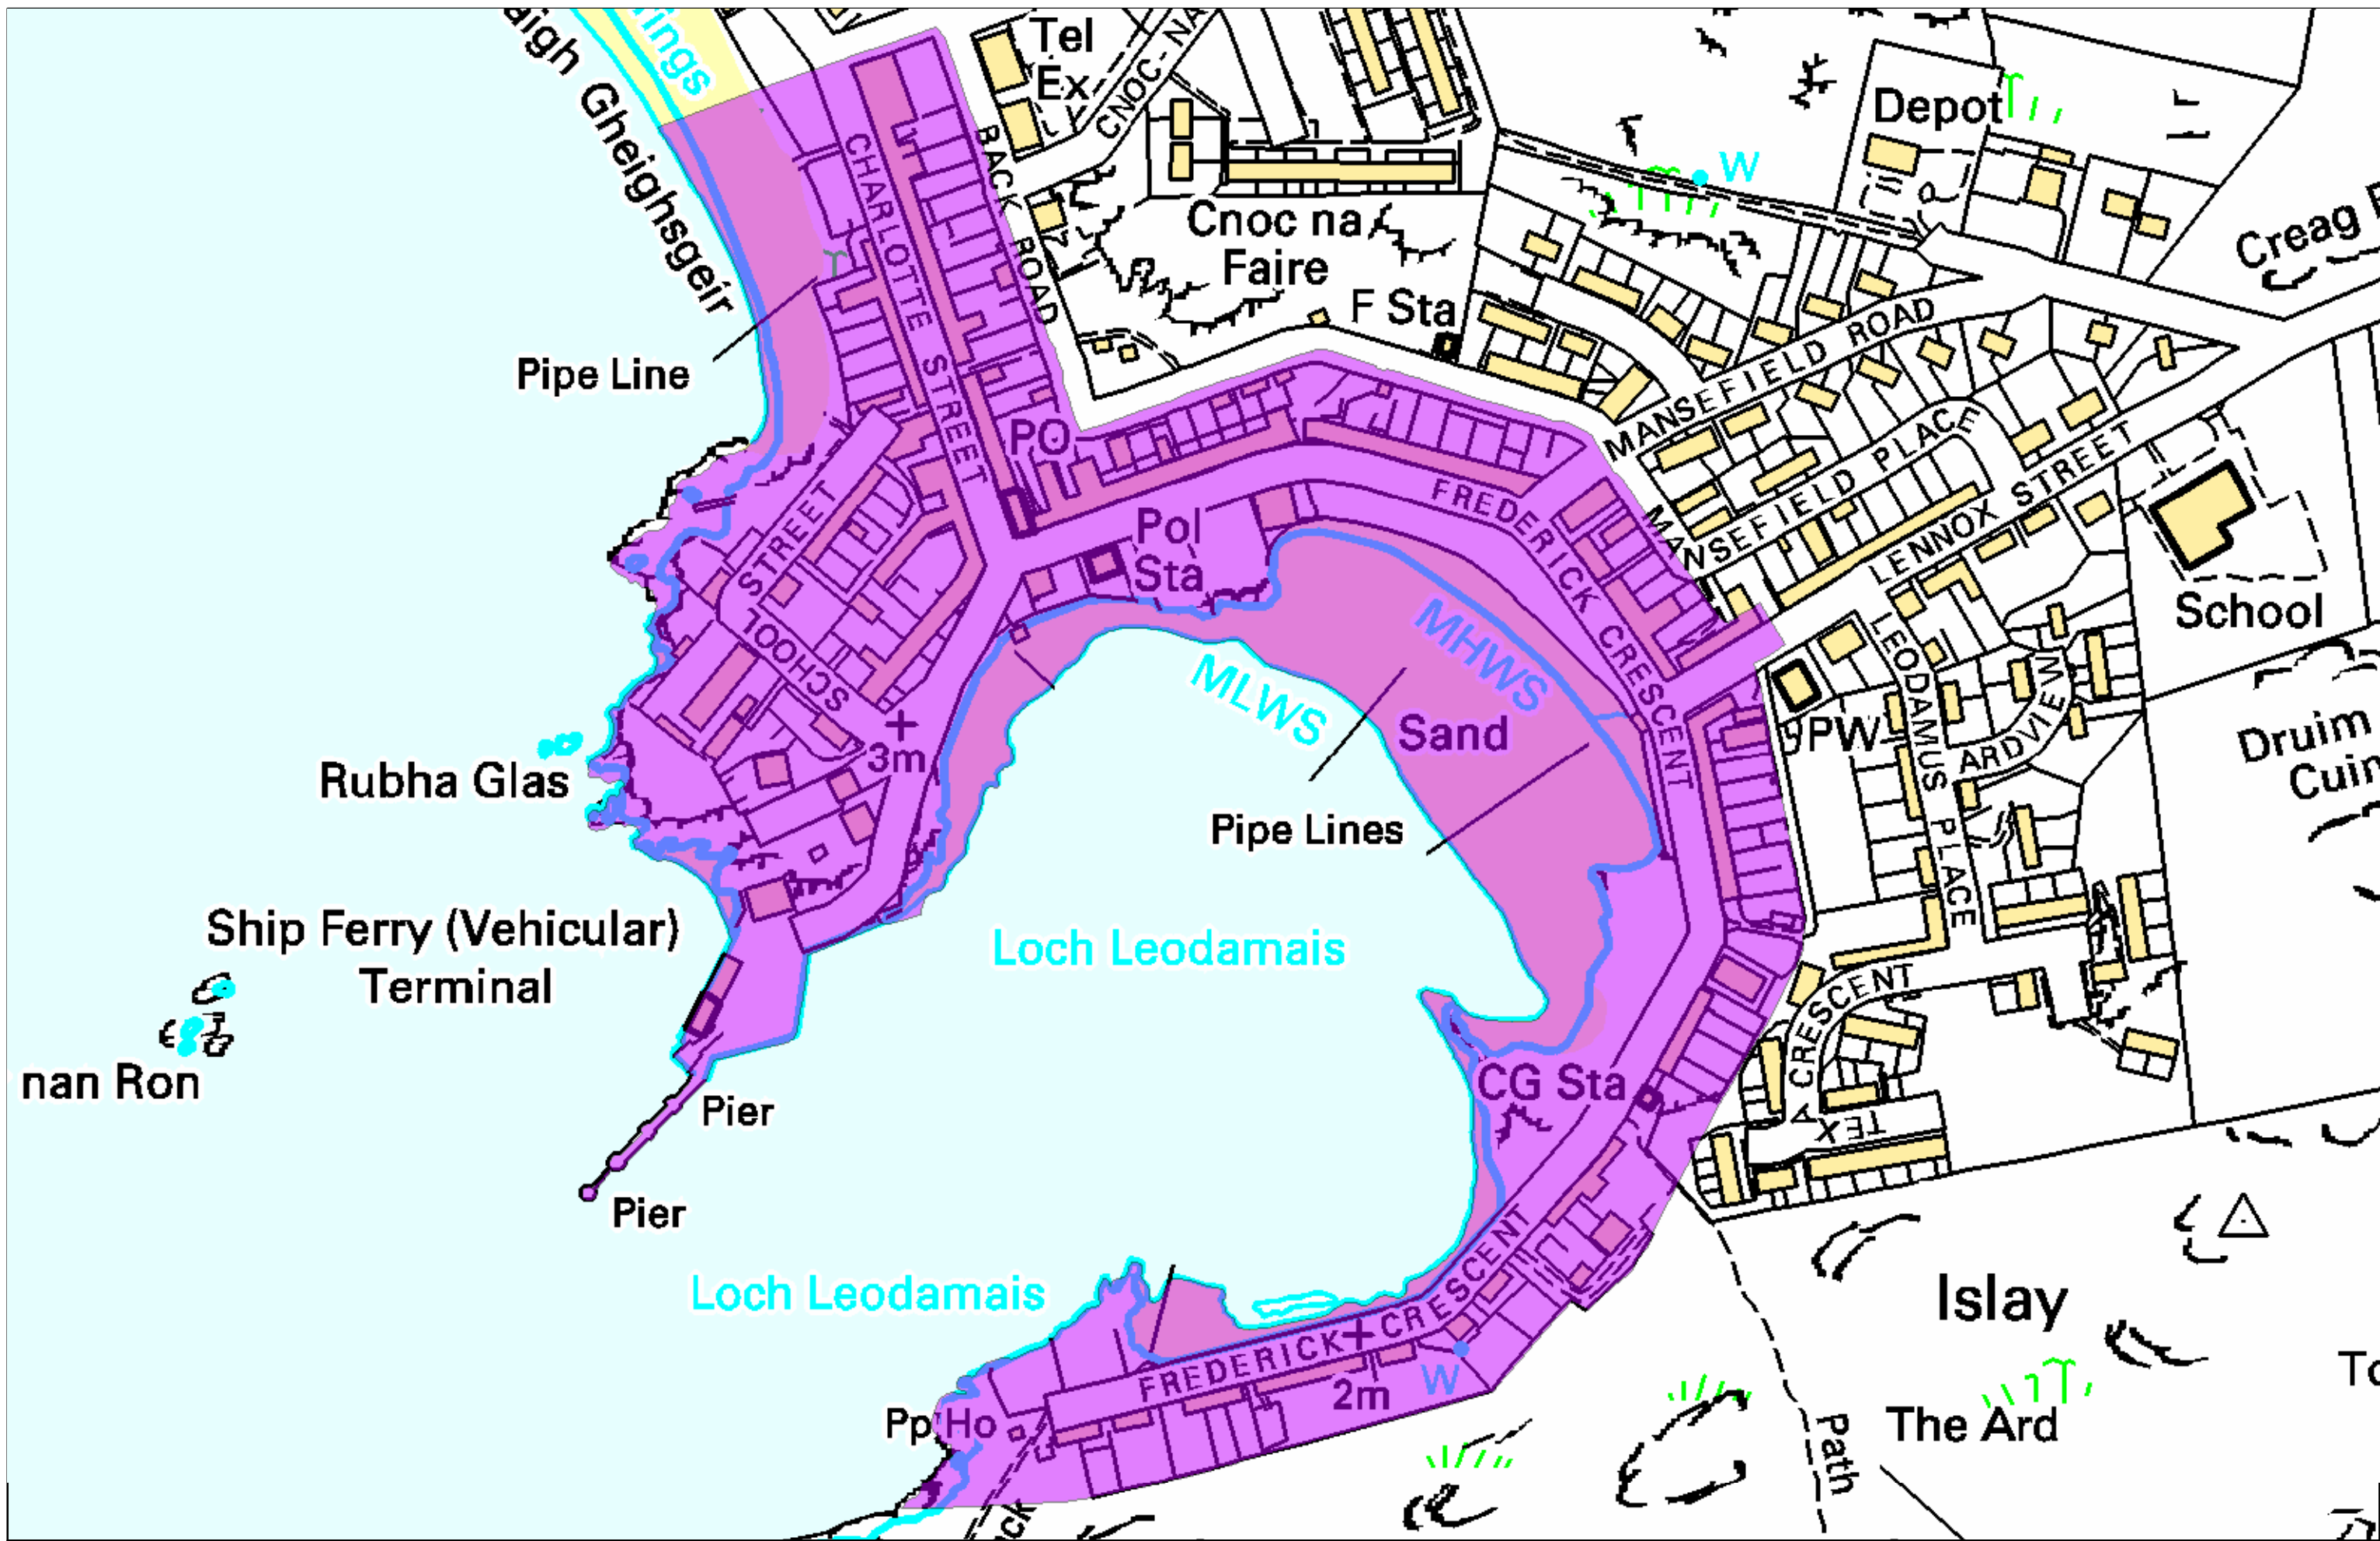 Tel
Ex
CNOC-NA
Depot
W
Gheighsgeir
BACK ROAD
CHARLOTTE STREET
Cnoc na
Faire
F Sta
Creag
Pipe Line
MANSEFIELD ROAD
PO
MANSEFIELD PLACE
LENNOX STREET
FREDERICK CRESCENT
Pol
Sta
STREET
SCHOOL
School
MHWS
MLWS
Sand
LEODAMUS PLACE
ARDVIEW
PW
3m
Druim
Cuin
Rubha Glas
Pipe Lines
Ship Ferry (Vehicular)
Terminal
Loch Leodamais
CRESCENT
nan Ron
CG Sta
Pier
Pier
Islay
Loch Leodamais
FREDERICK CRESCENT
W
2m
Pp Ho
The Ard
Path